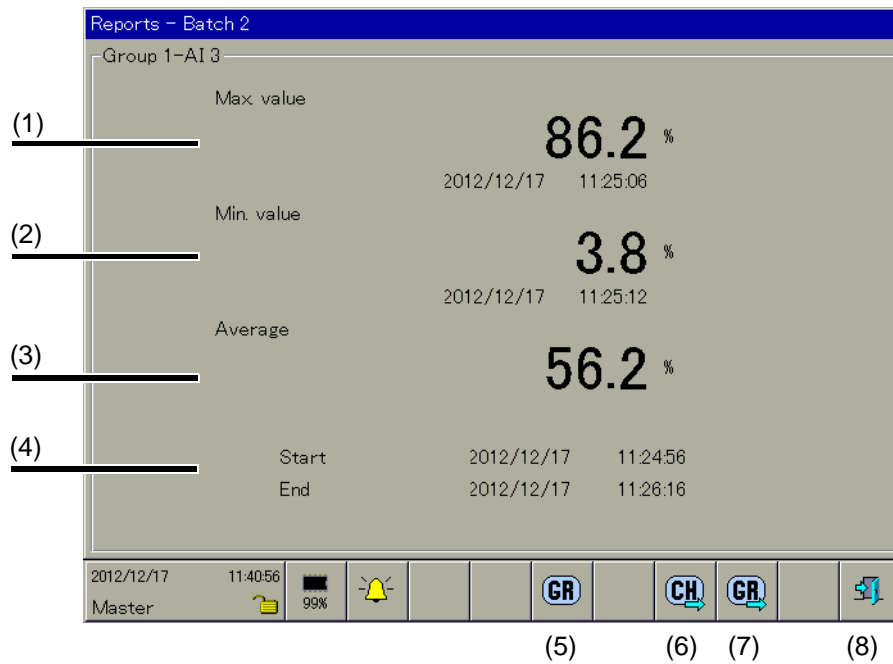 Reports - Batch 2
Group 1-AI 3
Max. value
(1)
86.2 %
2012/12/17 11:25:06
Min. value
(2)
3.8 %
2012/12/17 11:25:12
Average
(3)
56.2 %
(4)
Start 2012/12/17 11:24:56
End 2012/12/17 11:26:16
2012/12/17 11:40:56
Master
99%
GR CH GR
(5) (6) (7) (8)